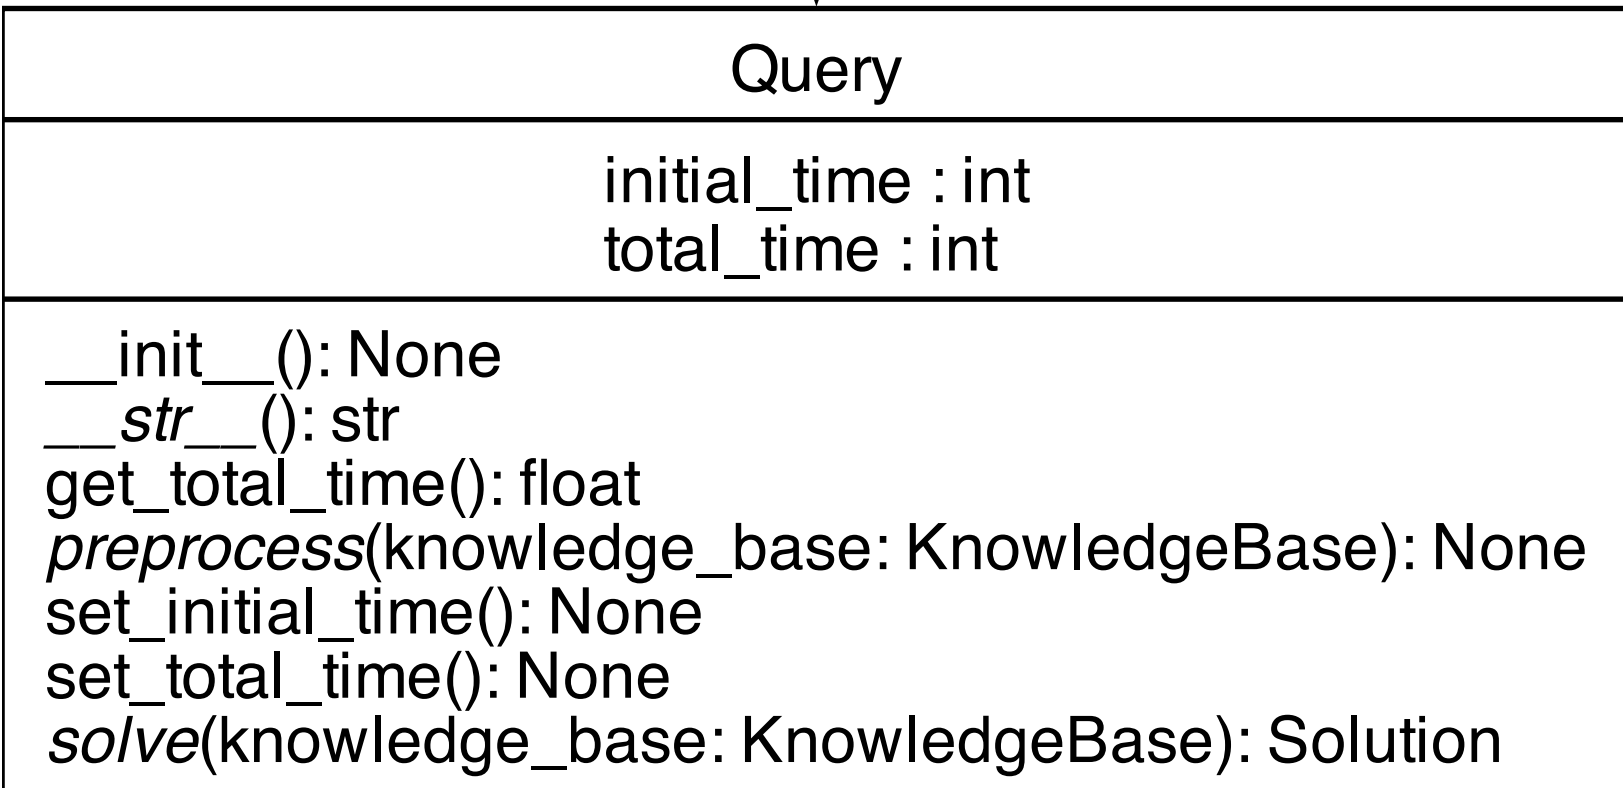 Query
initial_time : int
total_time : int
__init__(): None
__str__(): str
get_total_time(): float
preprocess(knowledge_base: KnowledgeBase): None
set_initial_time(): None
set_total_time(): None
solve(knowledge_base: KnowledgeBase): Solution